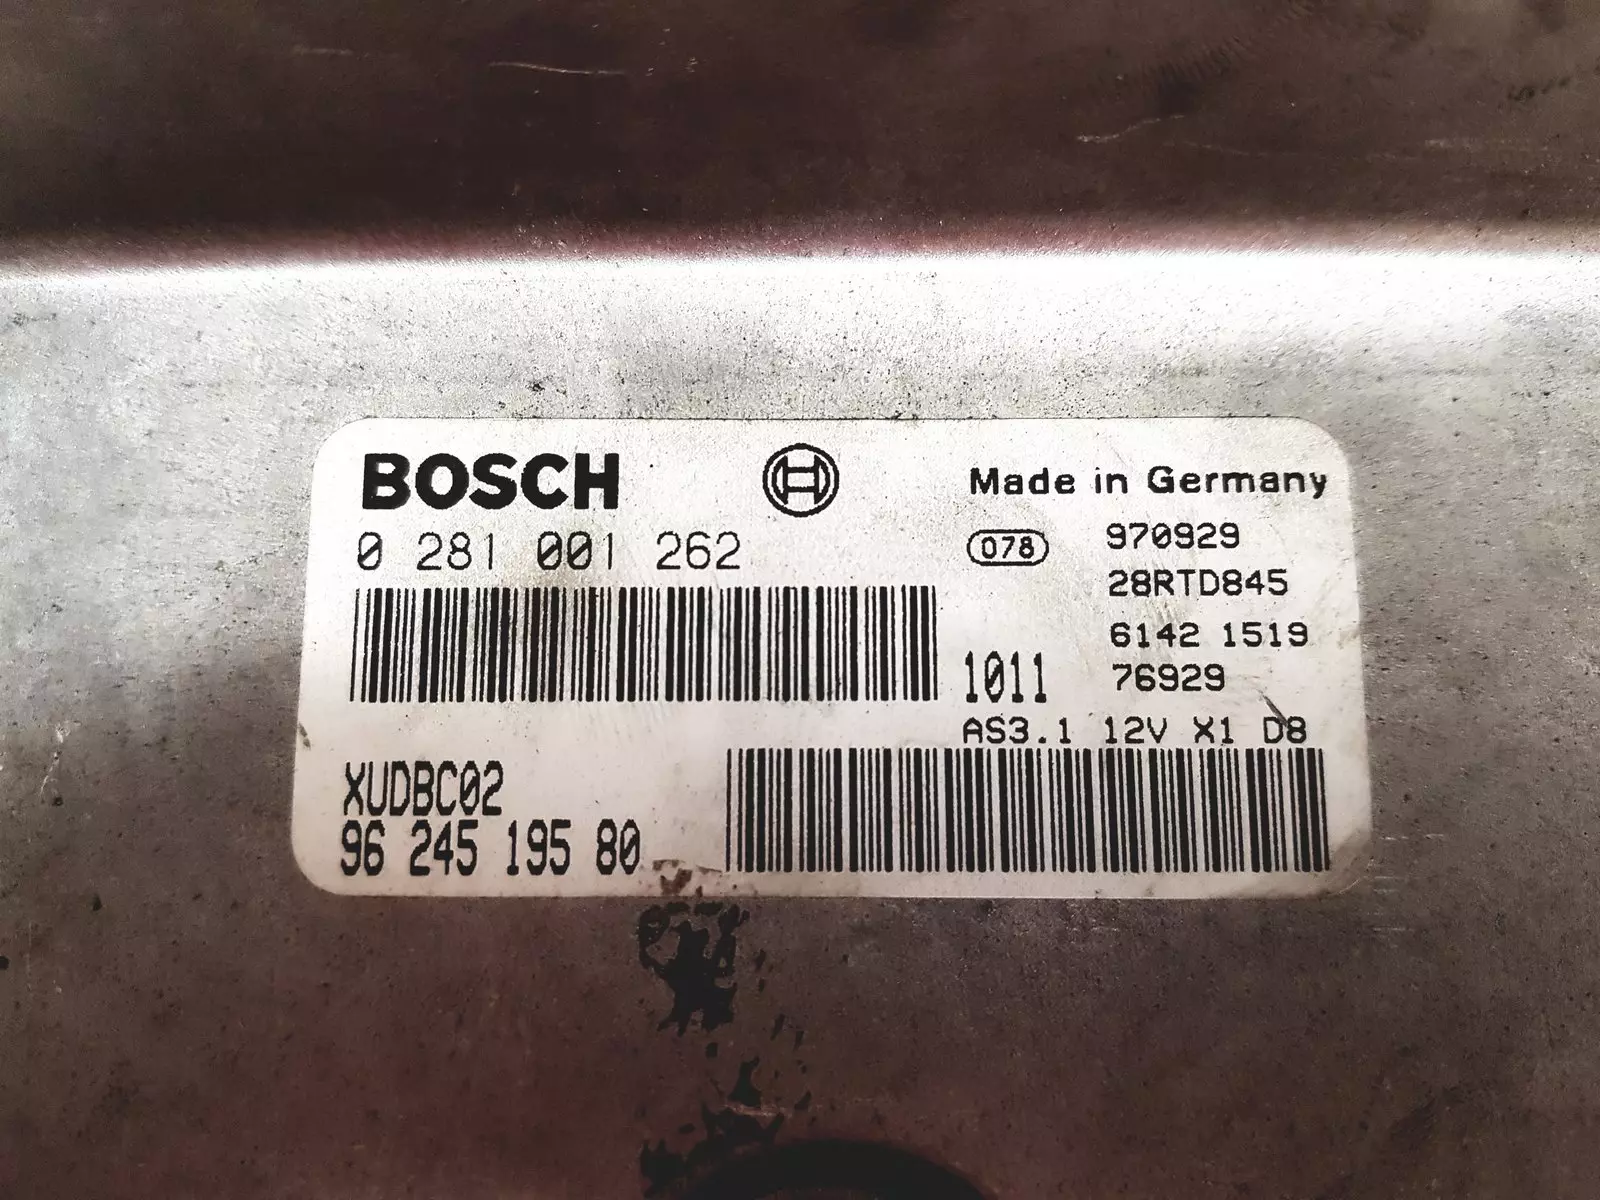 BOSCH
Made in Germany
0 281 001 262
078
970929
28RTD845
6142 1519
1011
76929
AS3.1 12V X1 D8
XUDBC02
96 245 195 80